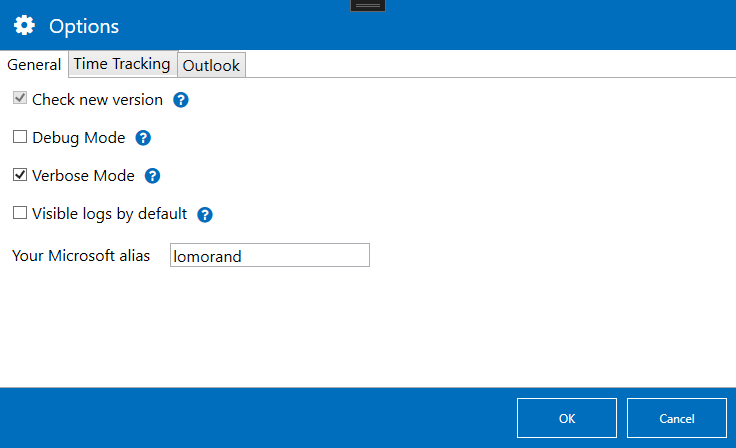 Options
General Time Tracking Outlook
Check new version ?
Debug Mode ?
Verbose Mode ?
Visible logs by default ?
Your Microsoft alias lomorand
OK Cancel